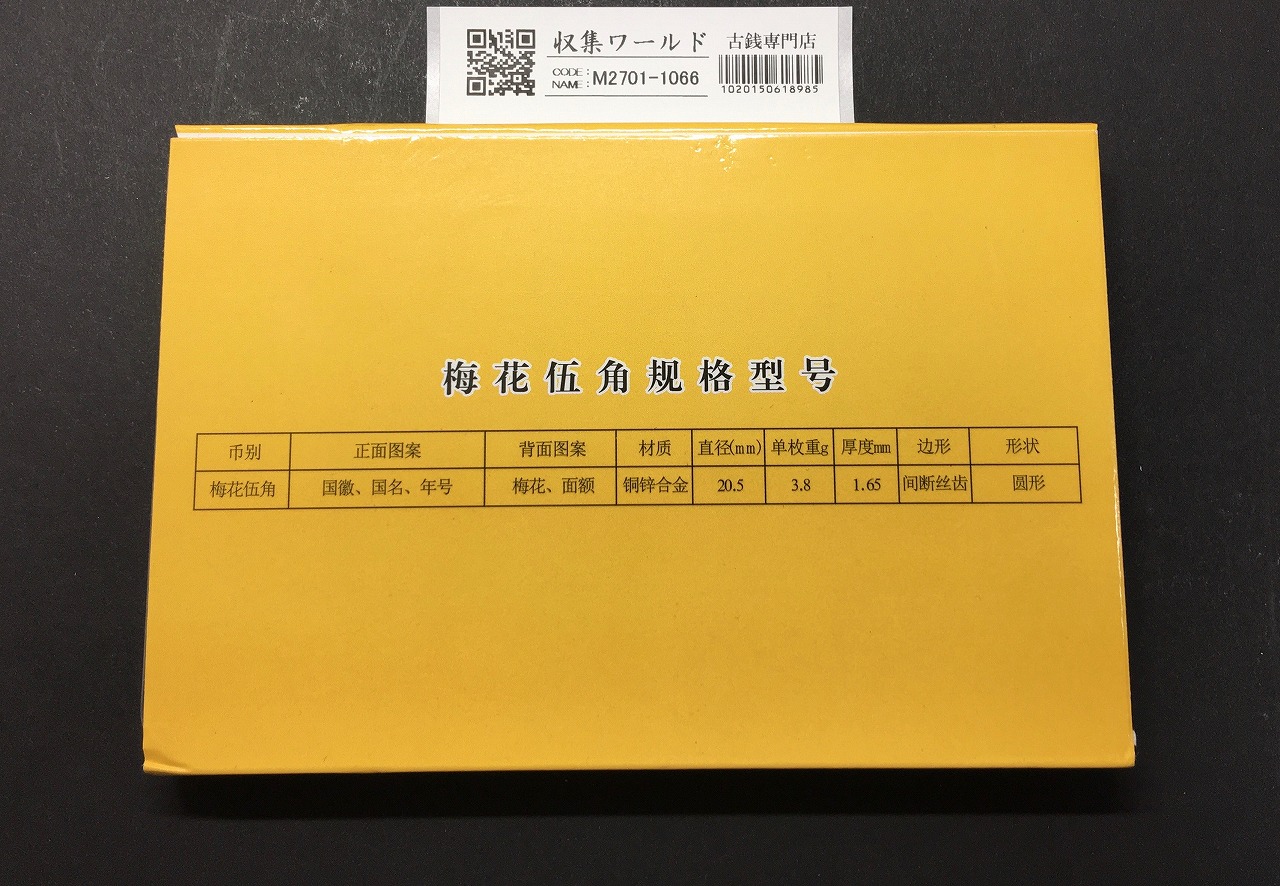 収集ワールド 古銭専門店
CODE:
NAME: M2701-1066
1020150618985
梅花伍角规格型号
币别 正面图案 背面图案 材质 直径(mm) 单枚重g 厚度mm 边形 形状
梅花伍角 国徽、国名、年号 梅花、面额 铜锌合金 20.5 3.8 1.65 间断丝齿 圆形